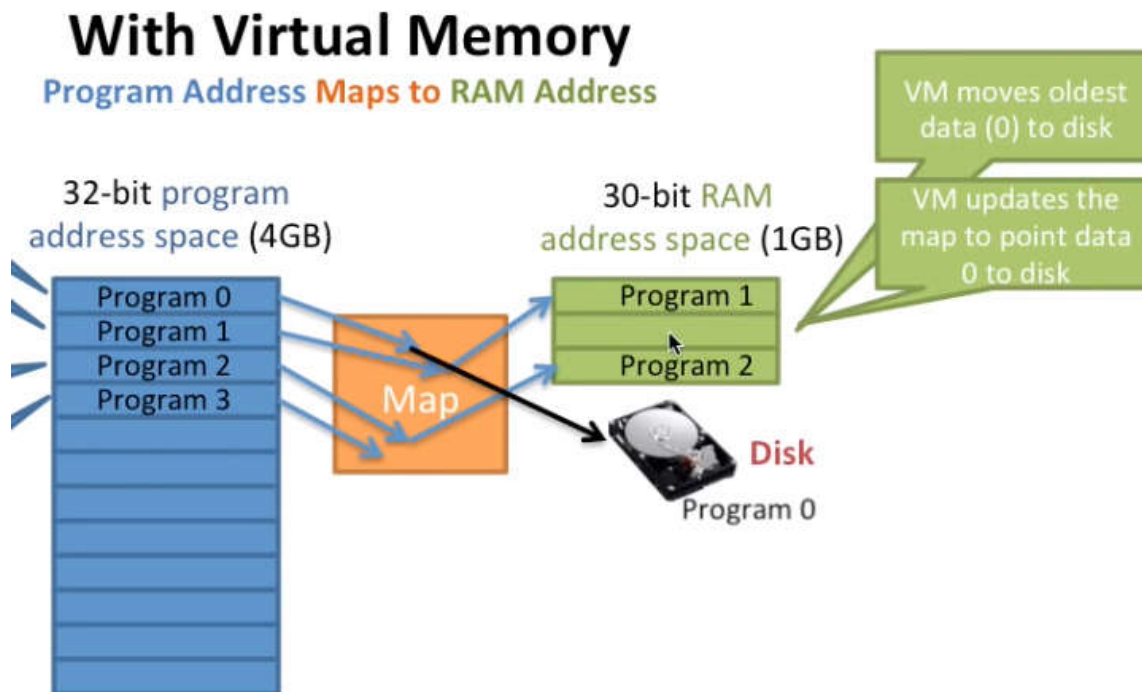 With Virtual Memory
Program Address Maps to RAM Address
VM moves oldest
data (0) to disk
VM updates the
map to point data
0 to disk
32-bit program
address space (4GB)
30-bit RAM
address space (1GB)
Program 0
Program 1
Program 2
Program 3
Map
Program 1
Program 2
Disk
Program 0